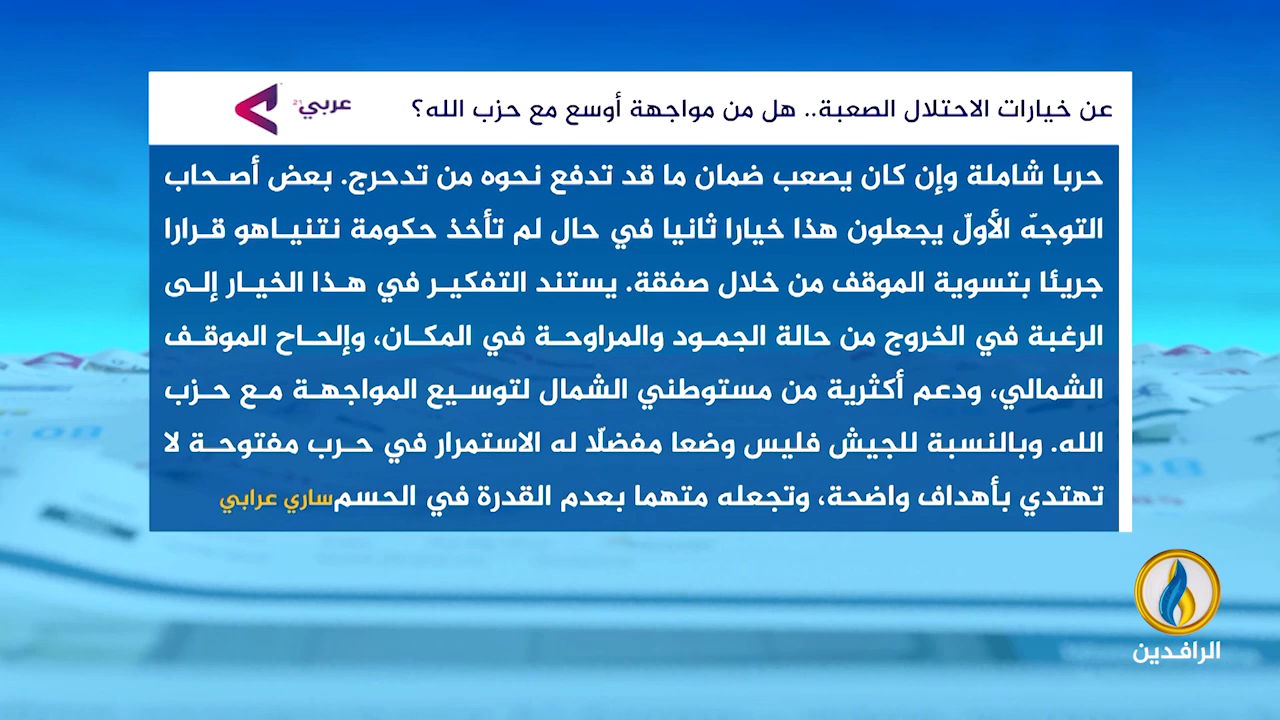 عن خيارات الاحتلال الصعبة.. هل من مواجهة أوسع مع حزب الله؟
عربي21
حربا شاملة وإن كان يصعب ضمان ما قد تدفع نحوه من تدحرج. بعض أصحاب
التوجّه الأولّ يجعلون هذا خيارا ثانيا في حال لم تأخذ حكومة نتنياهو قرارا
جريئا بتسوية الموقف من خلال صفقة. يستند التفكير في هذا الخيار إلى
الرغبة في الخروج من حالة الجمود والمراوحة في المكان، وإلحاح الموقف
الشمالي، ودعم أكثرية من مستوطني الشمال لتوسيع المواجهة مع حزب
الله. وبالنسبة للجيش فليس وضعا مفضلّا له الاستمرار في حرب مفتوحة لا
تهتدي بأهداف واضحة، وتجعله متهما بعدم القدرة في الحسم ساري عرابي
الرافدين